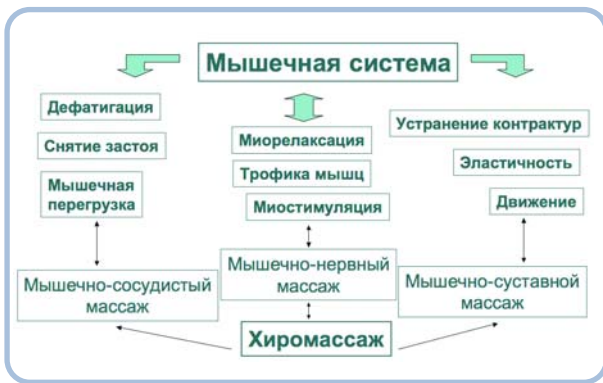 Мышечная система
Дефатигация
Снятие застоя
Мышечная
перегрузка
Миорелаксация
Трофика мышц
Миостимуляция
Устранение контрактур
Эластичность
Движение
Мышечно-сосудистый
массаж
Мышечно-нервный
массаж
Мышечно-суставной
массаж
Хиромассаж